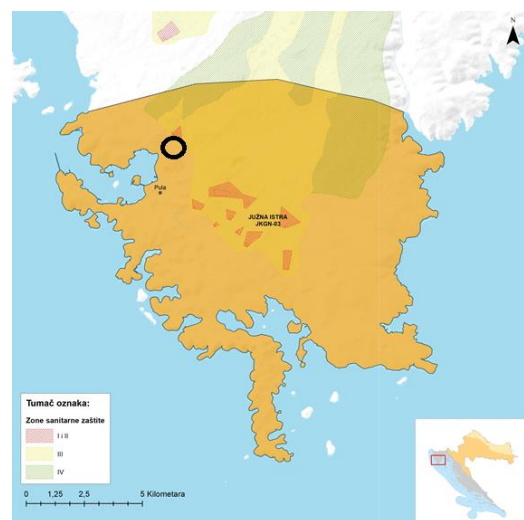 N
Pula
JUŽNA ISTRA
JKGN-03
Tumač oznaka:
Zone sanitarne zaštite
I i II
III
IV
0 1,25 2,5 5 Kilometara